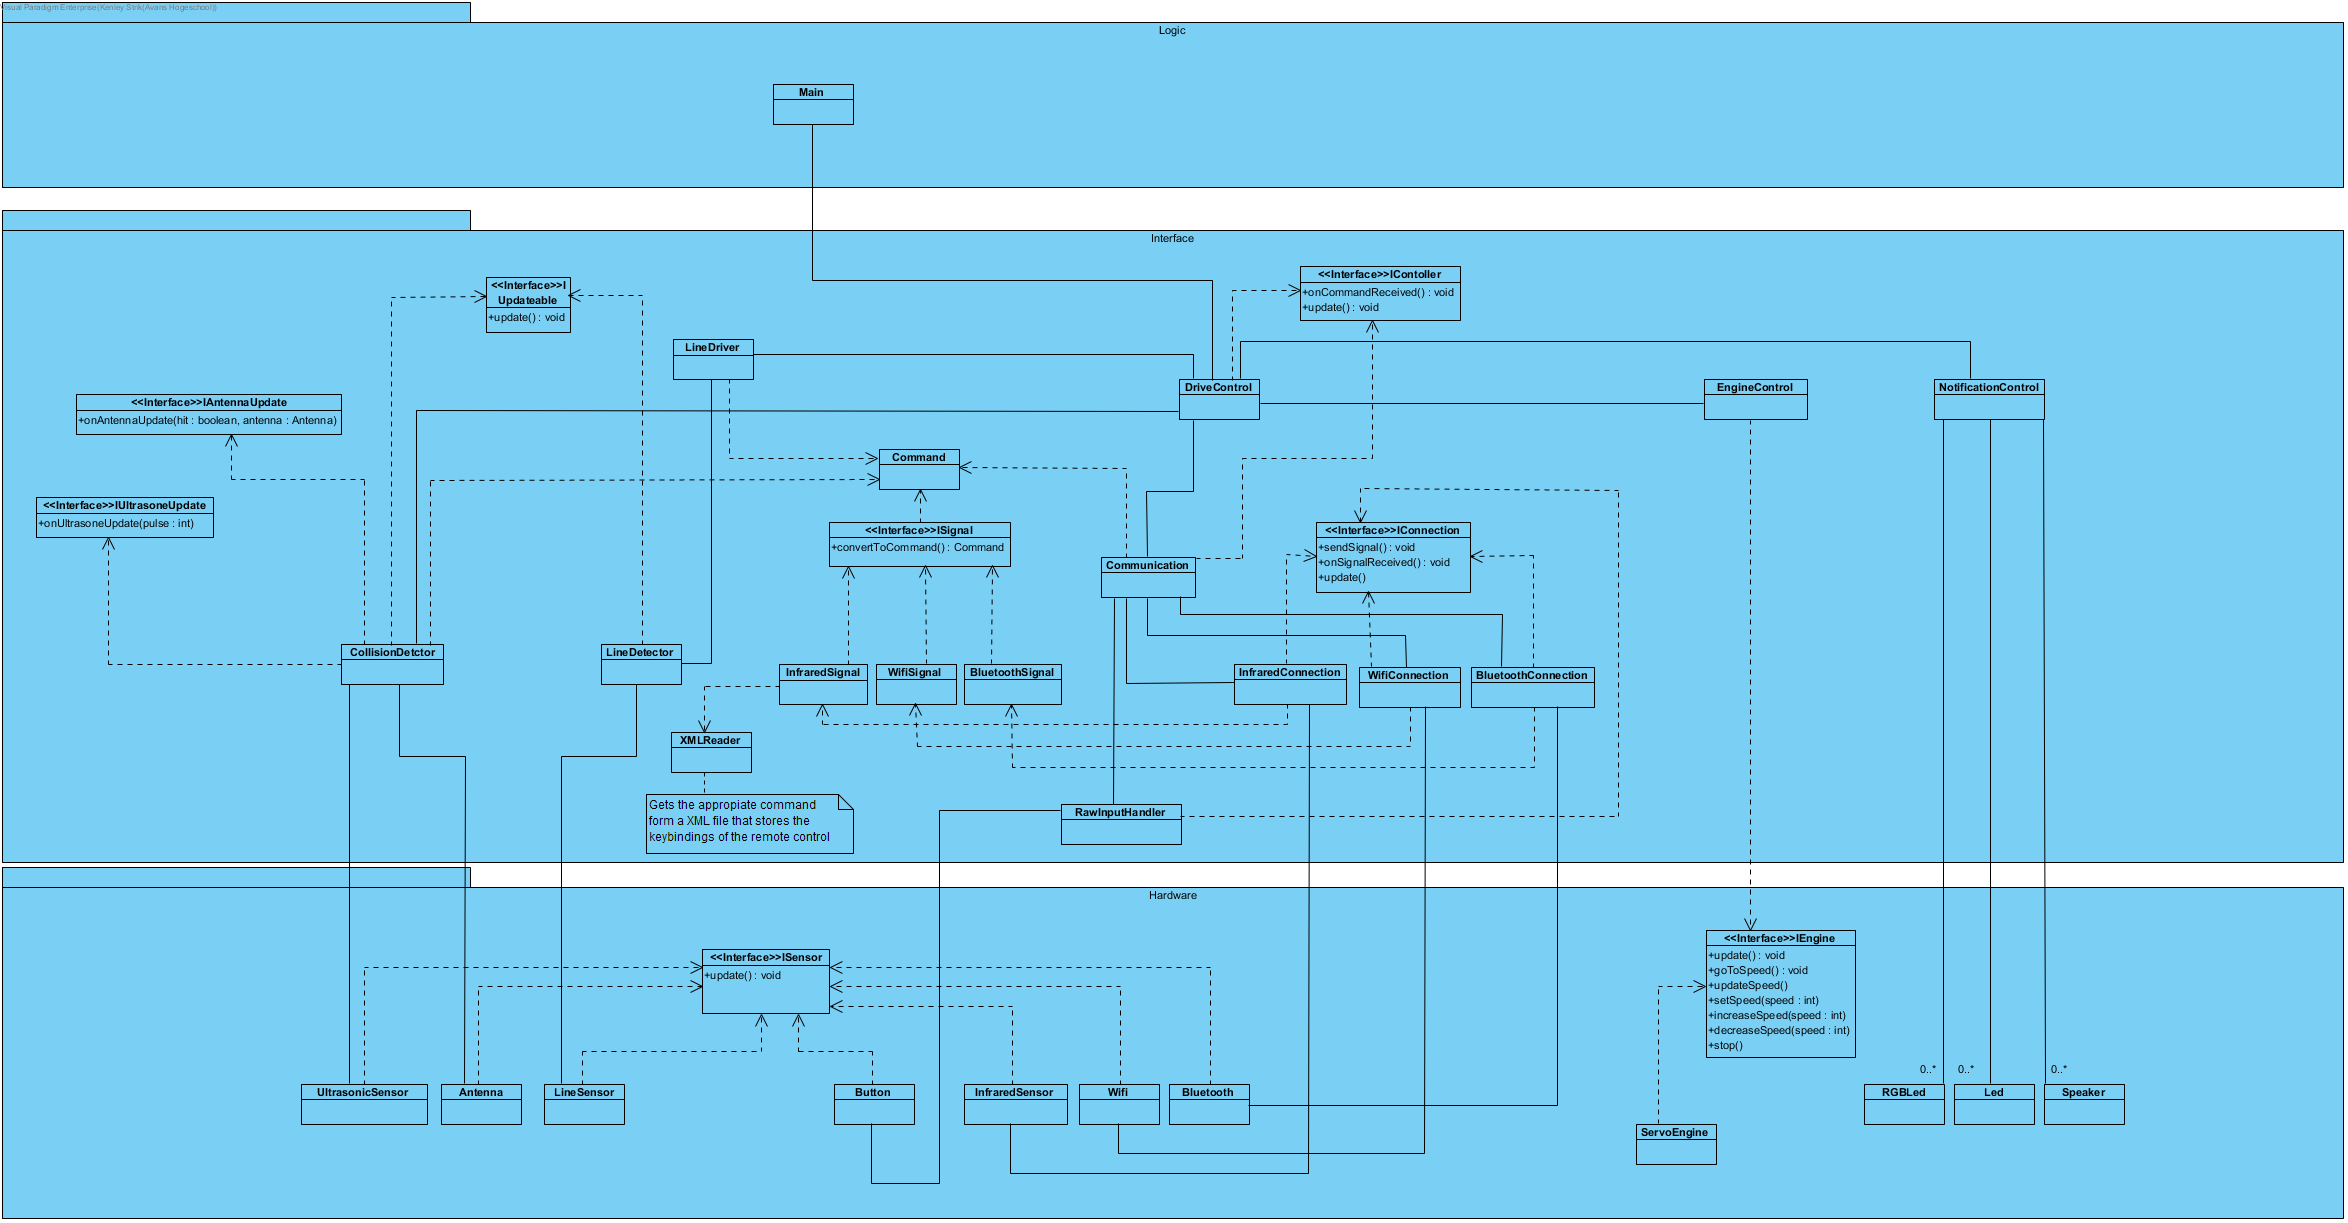 Visual Paradigm Enterprise(Kenley Strik(Avans Hogeschool))
Logic
Main
Interface
<<Interface>>I
Updateable
+update() : void
<<Interface>>IContoller
+onCommandReceived() : void
+update() : void
LineDriver
DriveControl
EngineControl
NotificationControl
<<Interface>>IAntennaUpdate
+onAntennaUpdate(hit : boolean, antenna : Antenna)
Command
<<Interface>>IUltrasoneUpdate
+onUltrasoneUpdate(pulse : int)
<<Interface>>ISignal
+convertToCommand() : Command
<<Interface>>IConnection
+sendSignal() : void
+onSignalReceived() : void
+update()
Communication
CollisionDetctor
LineDetector
InfraredSignal
WifiSignal
BluetoothSignal
InfraredConnection
WifiConnection
BluetoothConnection
XMLReader
Gets the appropiate command
form a XML file that stores the
keybindings of the remote control
RawInputHandler
Hardware
<<Interface>>ISensor
+update() : void
<<Interface>>IEngine
+update() : void
+goToSpeed() : void
+updateSpeed()
+setSpeed(speed : int)
+increaseSpeed(speed : int)
+decreaseSpeed(speed : int)
+stop()
0..*
0..*
0..*
UltrasonicSensor
Antenna
LineSensor
Button
InfraredSensor
Wifi
Bluetooth
RGBLed
Led
Speaker
ServoEngine